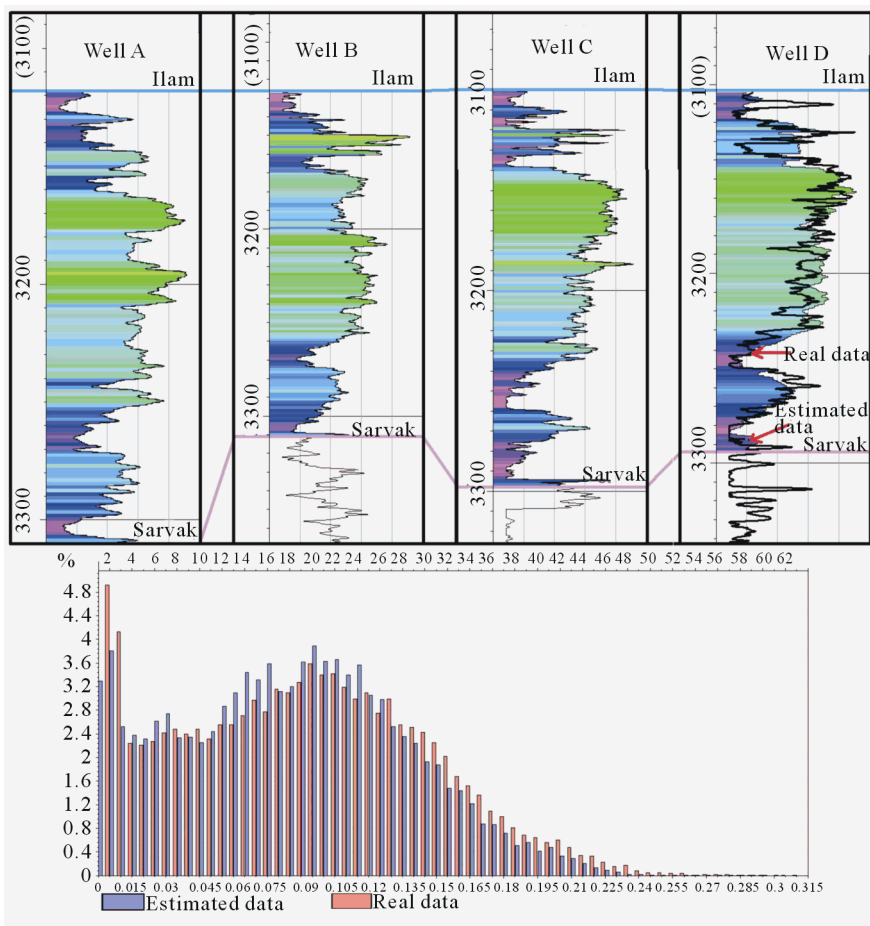 Well A
Well B
Well C
Well D
(3100)
(3100)
3100
(3100)
Ilam
Ilam
Ilam
Ilam
3200
3200
3200
3200
Real data
Estimated
data
3300
3300
3300
3300
Sarvak
Sarvak
Sarvak
Sarvak
% 2 4 6 8 10 12 14 16 18 20 22 24 26 28 30 32 34 36 38 40 42 44 46 48 50 52 54 56 58 60 62
4.8
4.2
3.6
3.2
2.8
2.4
2
1.6
1.2
0.8
0.4
0
0 0.015 0.03 0.045 0.06 0.075 0.09 0.105 0.12 0.135 0.15 0.165 0.18 0.195 0.21 0.225 0.24 0.255 0.27 0.285 0.3 0.315
Estimated data Real data